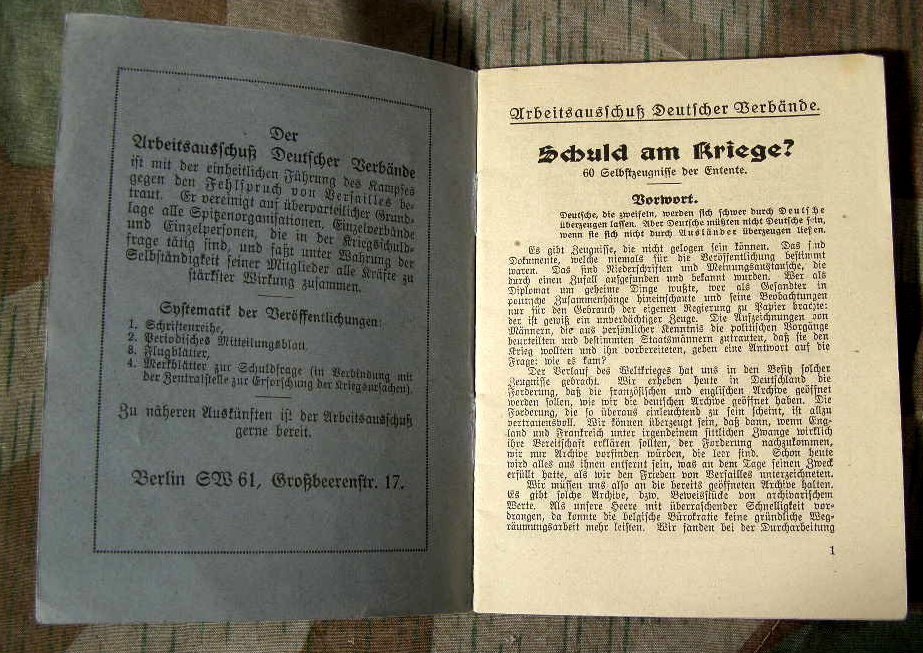 Der
Arbeitsausschuß Deutscher Verbände
ist mit der einheitlichen Führung des Kampfes
gegen den Fehlspruch von Versailles be-
traut. Er vereinigt auf überparteilicher Grund-
lage alle Spitzenorganisationen, Einzelverbände
und Einzelpersonen, die in der Kriegsschuld-
frage tätig sind, und faßt unter Wahrung der
Selbständigkeit seiner Mitglieder alle Kräfte zu
stärkster Wirkung zusammen.
Systematik der Veröffentlichungen:
1. Schriftenreihe,
2. Periodisches Mitteilungsblatt
3. Flugblätter,
4. Merkblätter zur Schuldfrage (in Verbindung mit
der Zentralstelle zur Erforschung der Kriegsursachen).
Zu näheren Auskünften ist der Arbeitsausschuß
gerne bereit.
Berlin SW 61, Großbeerenstr. 17.
Arbeitsausschuß Deutscher Verbände.
Schuld am Kriege?
60 Selbstzeugnisse der Entente.
Vorwort.
Deutsche, die zweifeln, werden sich schwer durch Deutsche
überzeugen lassen. Aber Deutsche müßten nicht Deutsche sein,
wenn sie sich nicht durch Ausländer überzeugen ließen.
Es gibt Zeugnisse, die nicht gelogen sein können. Das sind
Dokumente, welche niemals für die Veröffentlichung bestimmt
waren. Das sind Niederschriften und Meinungsaustausche, die
durch einen Zufall aufgefunden und bekannt wurden. Wer als
Diplomat um geheime Dinge wußte, wer als Gesandter in
politische Zusammenhänge hineinschaute und seine Beobachtungen
nur für den Gebrauch der eigenen Regierung zu Papier brachte:
der ist gewiß ein unverdächtiger Zeuge. Die Aufzeichnungen von
Männern, die aus persönlicher Kenntnis die politischen Vorgänge
beurteilten und bestimmten Staatsmännern zutrauten, daß sie den
Krieg wollten und ihn vorbereiteten, geben eine Antwort auf die
Frage: wie es kam?
Der Verlauf des Weltkrieges hat uns in den Besitz solcher
Zeugnisse gebracht. Wir erheben heute in Deutschland die
Forderung, daß die französischen und englischen Archive geöffnet
werden sollen, wie wir die deutschen Archive geöffnet haben. Die
Forderung, die so überaus einleuchtend zu sein scheint, ist allzu
vertrauensvoll. Wir können überzeugt sein, daß dann, wenn Eng-
land und Frankreich unter irgendeinem sittlichen Zwange wirklich
ihre Bereitschaft erklären sollten, der Forderung nachzukommen,
wir nur Archive vorfinden würden, die leer sind. Schon heute
wird alles aus ihnen entfernt sein, was am Tage seinen Zweck
erfüllt hatte, als wir den Frieden von Versailles unterzeichneten.
Wir müssen uns also an die bereits geöffneten Archive halten.
Es gibt solche Archive, bzw. Beweisstücke von archivarischem
Werte. Als unsere Heere mit überraschender Schnelligkeit vor-
drangen, da konnte die belgische Bürokratie keine gründliche Weg-
räumungsarbeit mehr leisten. Wir fanden bei der Durcharbeitung
1